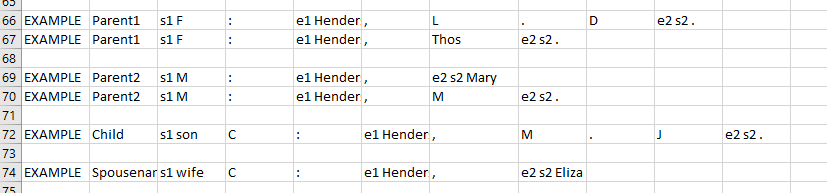 65
66 EXAMPLE Parent1 s1 F : e1 Hender , L . D e2 s2 .
67 EXAMPLE Parent1 s1 F : e1 Hender , Thos e2 s2 .
68
69 EXAMPLE Parent2 s1 M : e1 Hender , e2 s2 Mary
70 EXAMPLE Parent2 s1 M : e1 Hender , M e2 s2 .
71
72 EXAMPLE Child s1 son C : e1 Hender , M . J e2 s2 .
73
74 EXAMPLE Spousenar s1 wife C : e1 Hender , e2 s2 Eliza
75